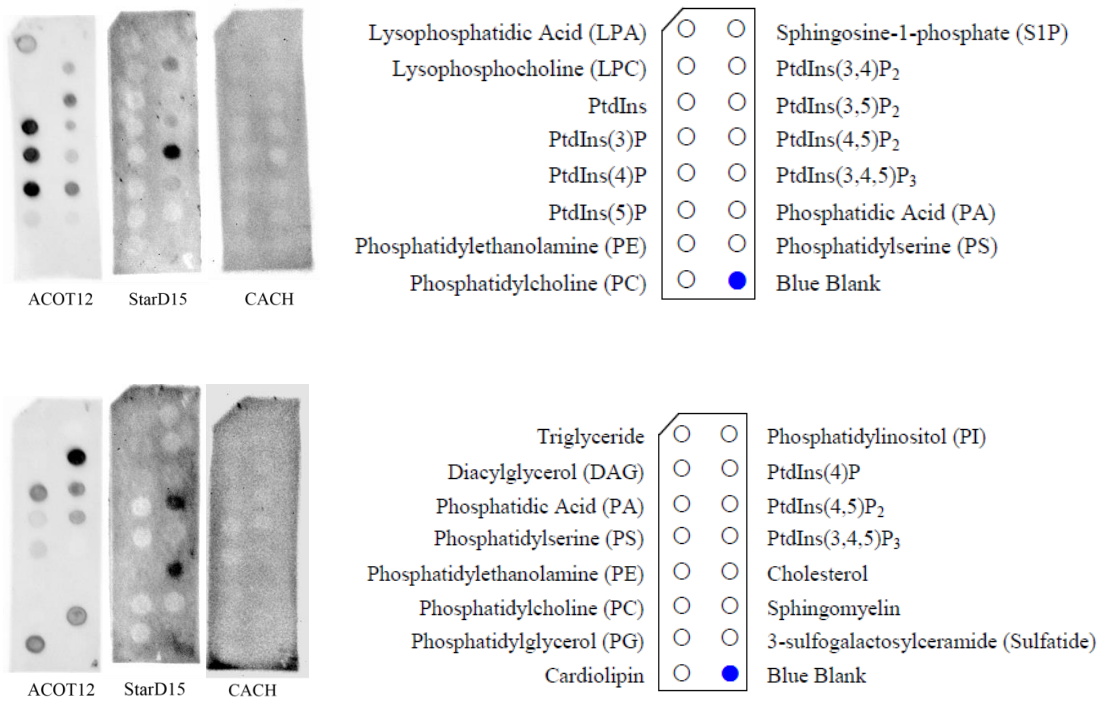 Lysophosphatidic Acid (LPA) Sphingosine-1-phosphate (S1P)
Lysophosphocholine (LPC) PtdIns(3,4)P2
PtdIns PtdIns(3,5)P2
PtdIns(3)P PtdIns(4,5)P2
PtdIns(4)P PtdIns(3,4,5)P3
PtdIns(5)P Phosphatidic Acid (PA)
Phosphatidylethanolamine (PE) Phosphatidylserine (PS)
Phosphatidylcholine (PC) Blue Blank
ACOT12 StarD15 CACH
Triglyceride Phosphatidylinositol (PI)
Diacylglycerol (DAG) PtdIns(4)P
Phosphatidic Acid (PA) PtdIns(4,5)P2
Phosphatidylserine (PS) PtdIns(3,4,5)P3
Phosphatidylethanolamine (PE) Cholesterol
Phosphatidylcholine (PC) Sphingomyelin
Phosphatidylglycerol (PG) 3-sulfogalactosylceramide (Sulfatide)
Cardiolipin Blue Blank
ACOT12 StarD15 CACH